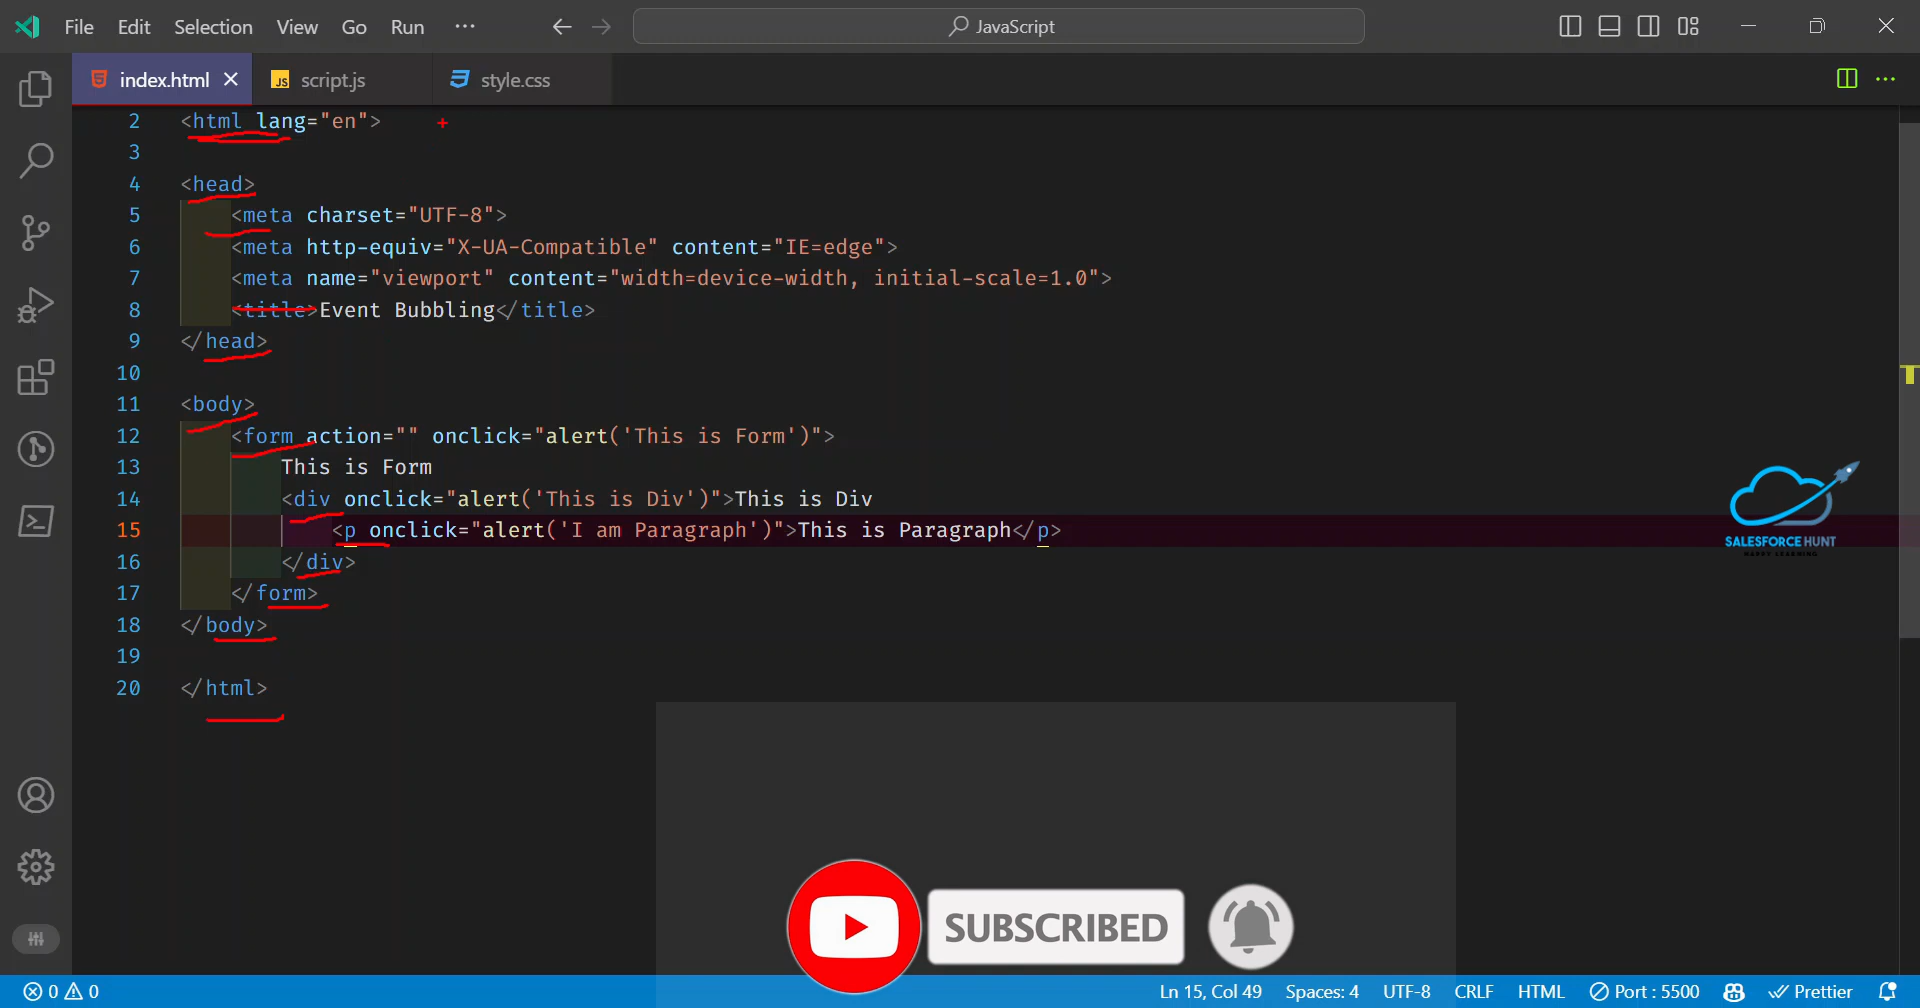 File Edit Selection View Go Run ··· JavaScript
index.html JS script.js style.css
2 <html lang="en">
3
4 <head>
5 <meta charset="UTF-8">
6 <meta http-equiv="X-UA-Compatible" content="IE=edge">
7 <meta name="viewport" content="width=device-width, initial-scale=1.0">
8 <title>Event Bubbling</title>
9 </head>
10
11 <body>
12 <form action="" onclick="alert('This is Form')">
13 This is Form
14 <div onclick="alert('This is Div')">This is Div
15 <p onclick="alert('I am Paragraph')">This is Paragraph</p>
16 </div>
17 </form>
18 </body>
19
20 </html>
SALESFORCE HUNT
HAPPY LEARNING
SUBSCRIBED
0 0 Ln 15, Col 49 Spaces: 4 UTF-8 CRLF HTML Port : 5500 Prettier